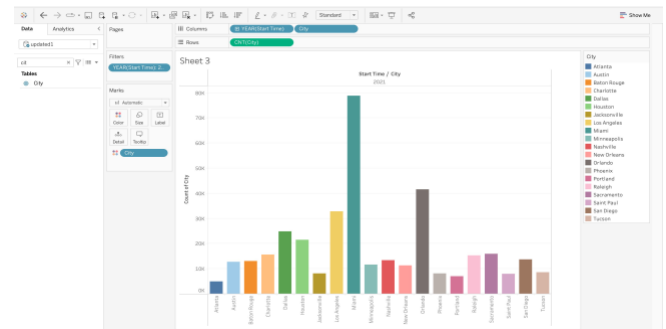 Standard
Show Me
Data
Analytics
Pages
Columns
YEAR(Start Time)
City
Rows
CNT(City)
updated1
cit
Tables
City
Filters
YEAR(Start Time): 2..
Marks
Automatic
Color
Size
Label
Detail
Tooltip
City
Sheet 3
Start Time / City
2021
Count of City
80K
70K
60K
50K
40K
30K
20K
10K
0K
Atlanta
Austin
Baton Rouge
Charlotte
Dallas
Houston
Jacksonville
Los Angeles
Miami
Minneapolis
Nashville
New Orleans
Orlando
Phoenix
Portland
Raleigh
Sacramento
Saint Paul
San Diego
Tucson
City
Atlanta
Austin
Baton Rouge
Charlotte
Dallas
Houston
Jacksonville
Los Angeles
Miami
Minneapolis
Nashville
New Orleans
Orlando
Phoenix
Portland
Raleigh
Sacramento
Saint Paul
San Diego
Tucson